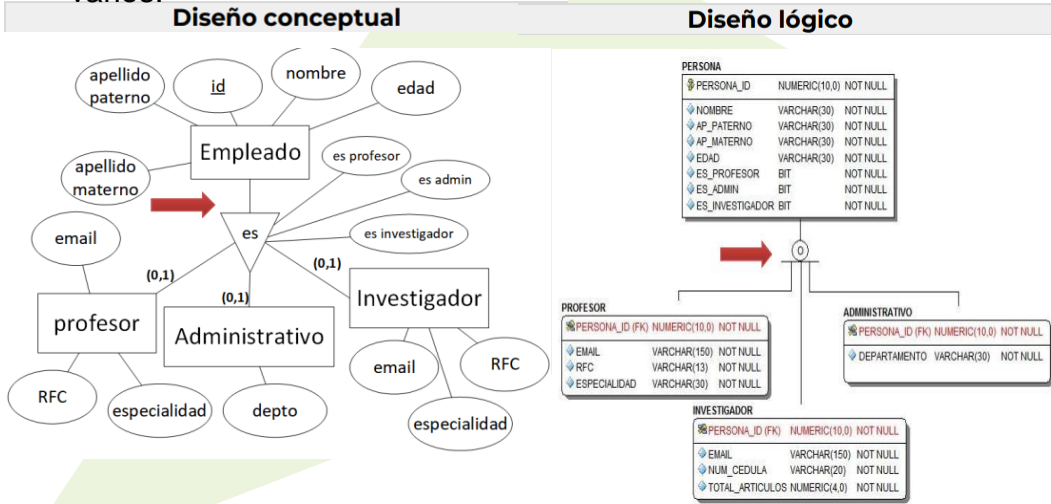 varios.
Diseño conceptual
Diseño lógico
apellido
paterno
id
nombre
edad
Empleado
apellido
materno
es profesor
es admin
es investigador
es
email
(0,1)
(0,1)
(0,1)
profesor
Administrativo
Investigador
RFC
especialidad
depto
email
especialidad
RFC
PERSONA
PERSONA_ID NUMERIC(10,0) NOT NULL
NOMBRE VARCHAR(30) NOT NULL
AP_PATERNO VARCHAR(30) NOT NULL
AP_MATERNO VARCHAR(30) NOT NULL
EDAD VARCHAR(30) NOT NULL
ES_PROFESOR BIT NOT NULL
ES_ADMIN BIT NOT NULL
ES_INVESTIGADOR BIT NOT NULL
O
PROFESOR
PERSONA_ID (FK) NUMERIC(10,0) NOT NULL
EMAIL VARCHAR(150) NOT NULL
RFC VARCHAR(13) NOT NULL
ESPECIALIDAD VARCHAR(30) NOT NULL
ADMINISTRATIVO
PERSONA_ID (FK) NUMERIC(10,0) NOT NULL
DEPARTAMENTO VARCHAR(30) NOT NULL
INVESTIGADOR
PERSONA_ID (FK) NUMERIC(10,0) NOT NULL
EMAIL VARCHAR(150) NOT NULL
NUM_CEDULA VARCHAR(20) NOT NULL
TOTAL_ARTICULOS NUMERIC(4,0) NOT NULL